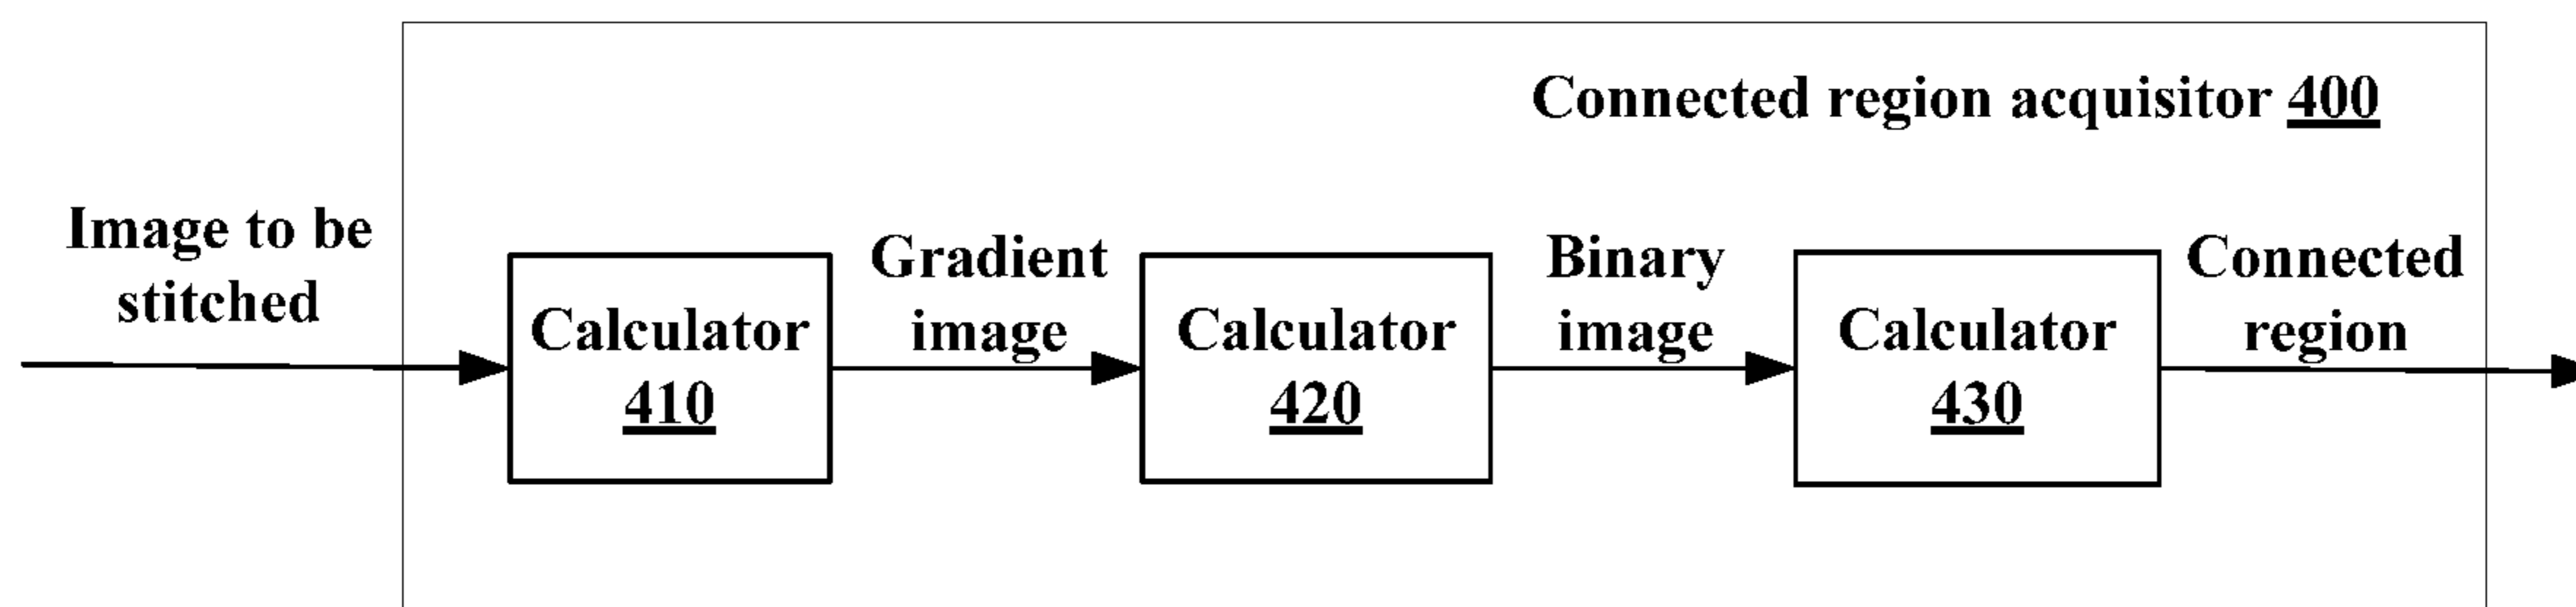 Connected region acquisitor 400
Image to be
stitched
Calculator
410
Gradient
image
Calculator
420
Binary
image
Calculator
430
Connected
region